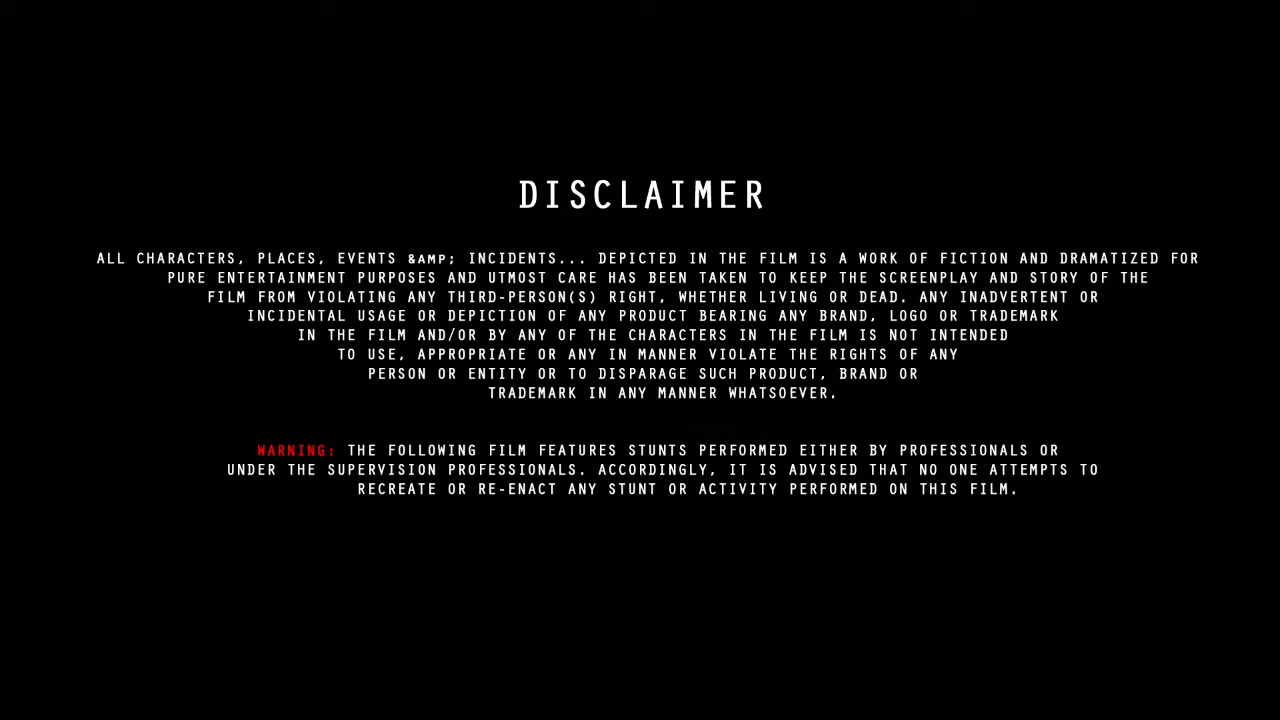 DISCLAIMER
ALL CHARACTERS, PLACES, EVENTS &AMP; INCIDENTS... DEPICTED IN THE FILM IS A WORK OF FICTION AND DRAMATIZED FOR
PURE ENTERTAINMENT PURPOSES AND UTMOST CARE HAS BEEN TAKEN TO KEEP THE SCREENPLAY AND STORY OF THE
FILM FROM VIOLATING ANY THIRD-PERSON(S) RIGHT, WHETHER LIVING OR DEAD. ANY INADVERTENT OR
INCIDENTAL USAGE OR DEPICTION OF ANY PRODUCT BEARING ANY BRAND, LOGO OR TRADEMARK
IN THE FILM AND/OR BY ANY OF THE CHARACTERS IN THE FILM IS NOT INTENDED
TO USE, APPROPRIATE OR ANY IN MANNER VIOLATE THE RIGHTS OF ANY
PERSON OR ENTITY OR TO DISPARAGE SUCH PRODUCT, BRAND OR
TRADEMARK IN ANY MANNER WHATSOEVER.
WARNING: THE FOLLOWING FILM FEATURES STUNTS PERFORMED EITHER BY PROFESSIONALS OR
UNDER THE SUPERVISION PROFESSIONALS. ACCORDINGLY, IT IS ADVISED THAT NO ONE ATTEMPTS TO
RECREATE OR RE-ENACT ANY STUNT OR ACTIVITY PERFORMED ON THIS FILM.